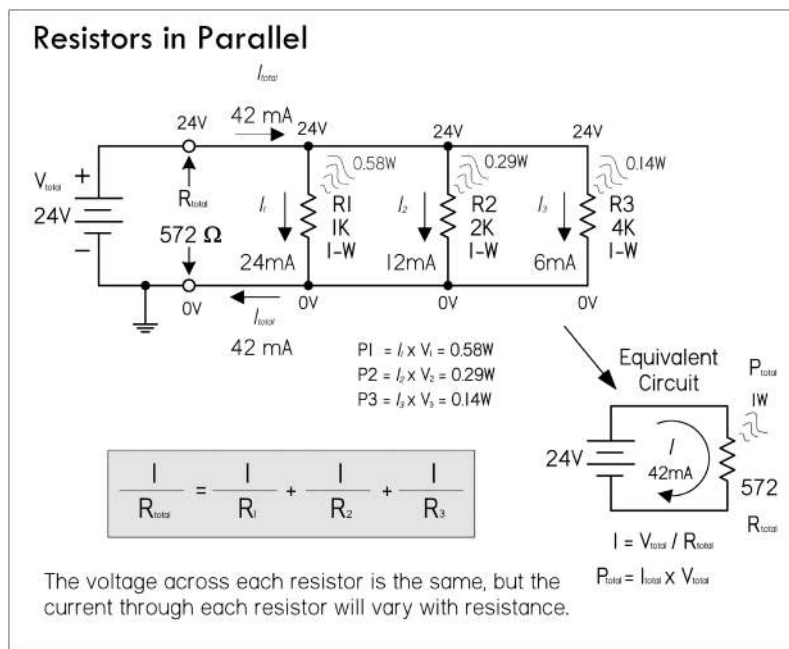 Resistors in Parallel
Itotal
42 mA
24V
24V
24V
24V
0.58W
0.29W
0.14W
Vtotal
+
24V
−
Rtotal
572 Ω
I1
R1
1K
1-W
24mA
I2
R2
2K
1-W
12mA
I3
R3
4K
1-W
6mA
0V
0V
0V
0V
Itotal
42 mA
P1 = I1 x V1 = 0.58W
P2 = I2 x V2 = 0.29W
P3 = I3 x V3 = 0.14W
Equivalent
Circuit
Ptotal
1W
24V
I
42mA
572
Rtotal
1/Rtotal = 1/R1 + 1/R2 + 1/R3
I = Vtotal / Rtotal
Ptotal = Itotal x Vtotal
The voltage across each resistor is the same, but the
current through each resistor will vary with resistance.